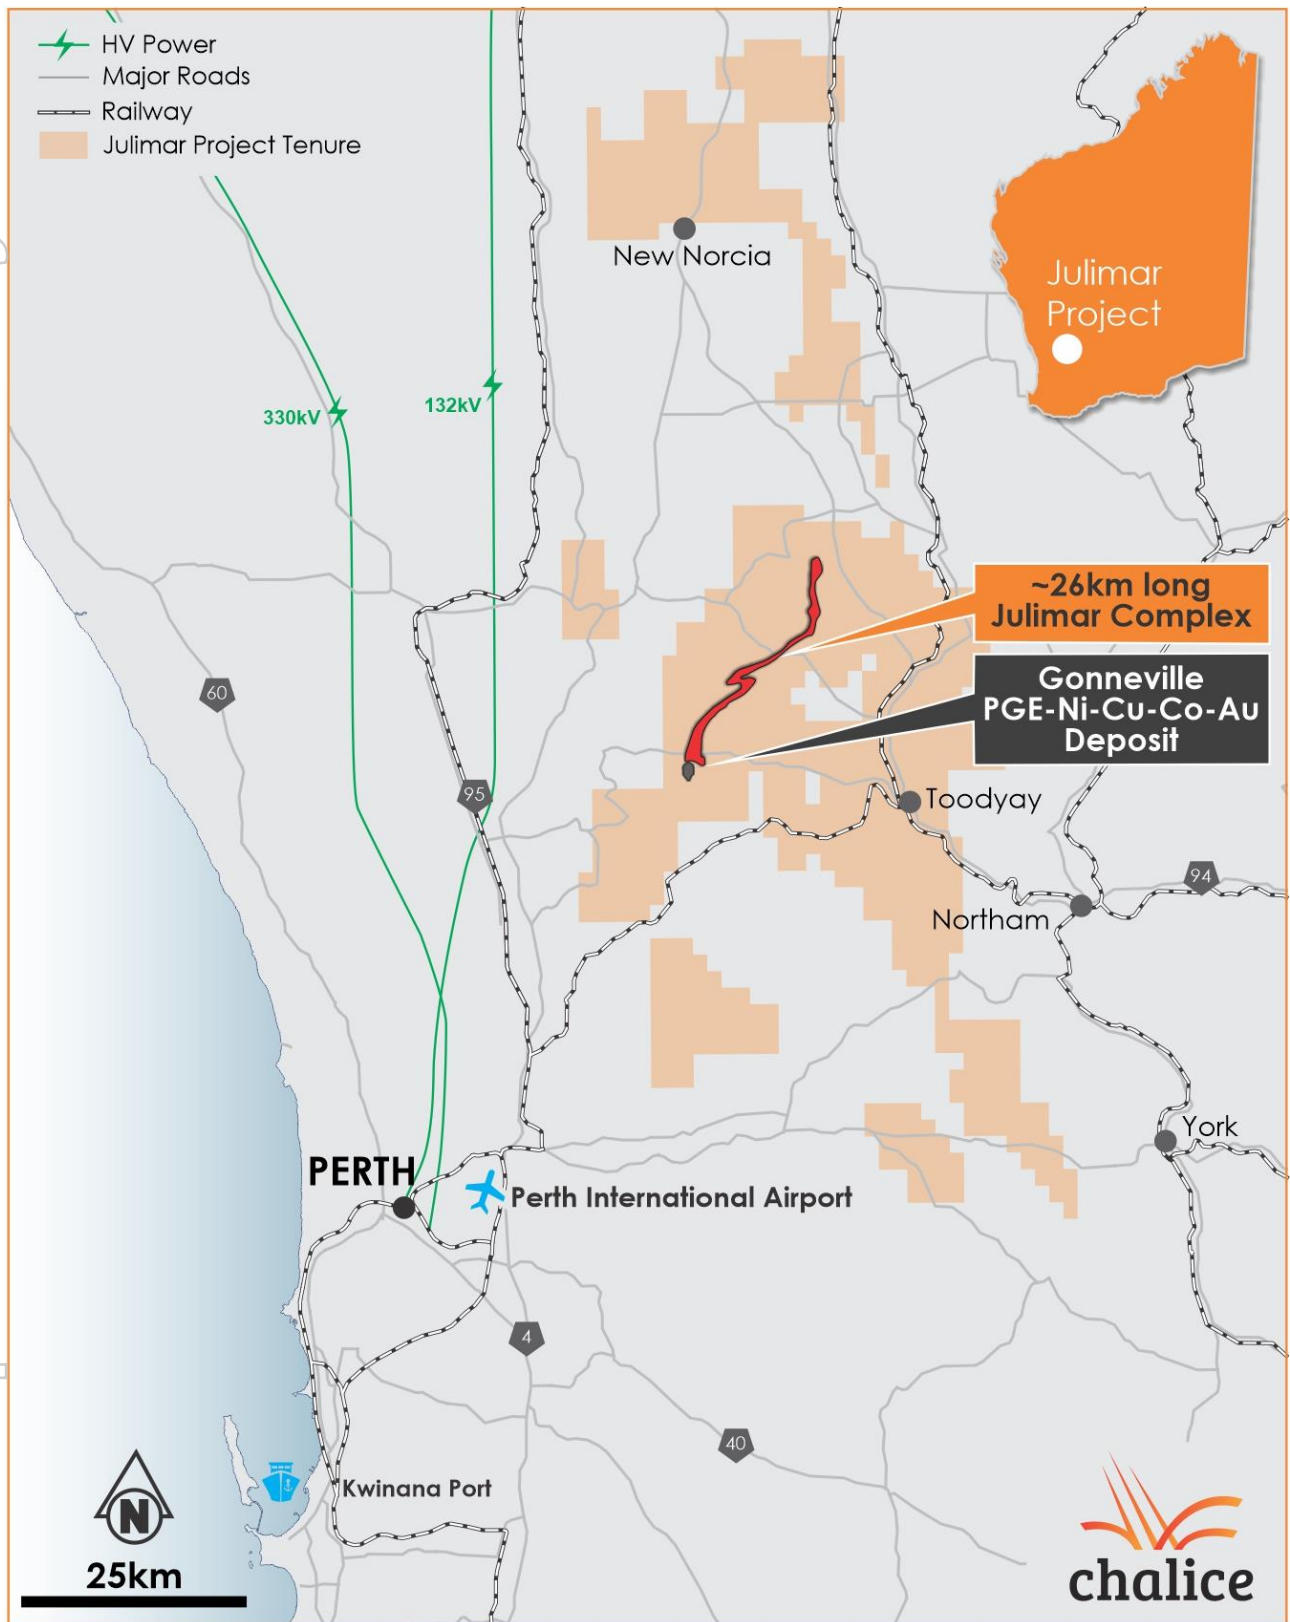 HV Power
Major Roads
Railway
Julimar Project Tenure
New Norcia
Julimar
Project
330kV
132kV
~26km long
Julimar Complex
Gonneville
PGE-Ni-Cu-Co-Au
Deposit
60
95
Toodyay
94
Northam
York
PERTH
Perth International Airport
4
40
Kwinana Port
N
25km
chalice